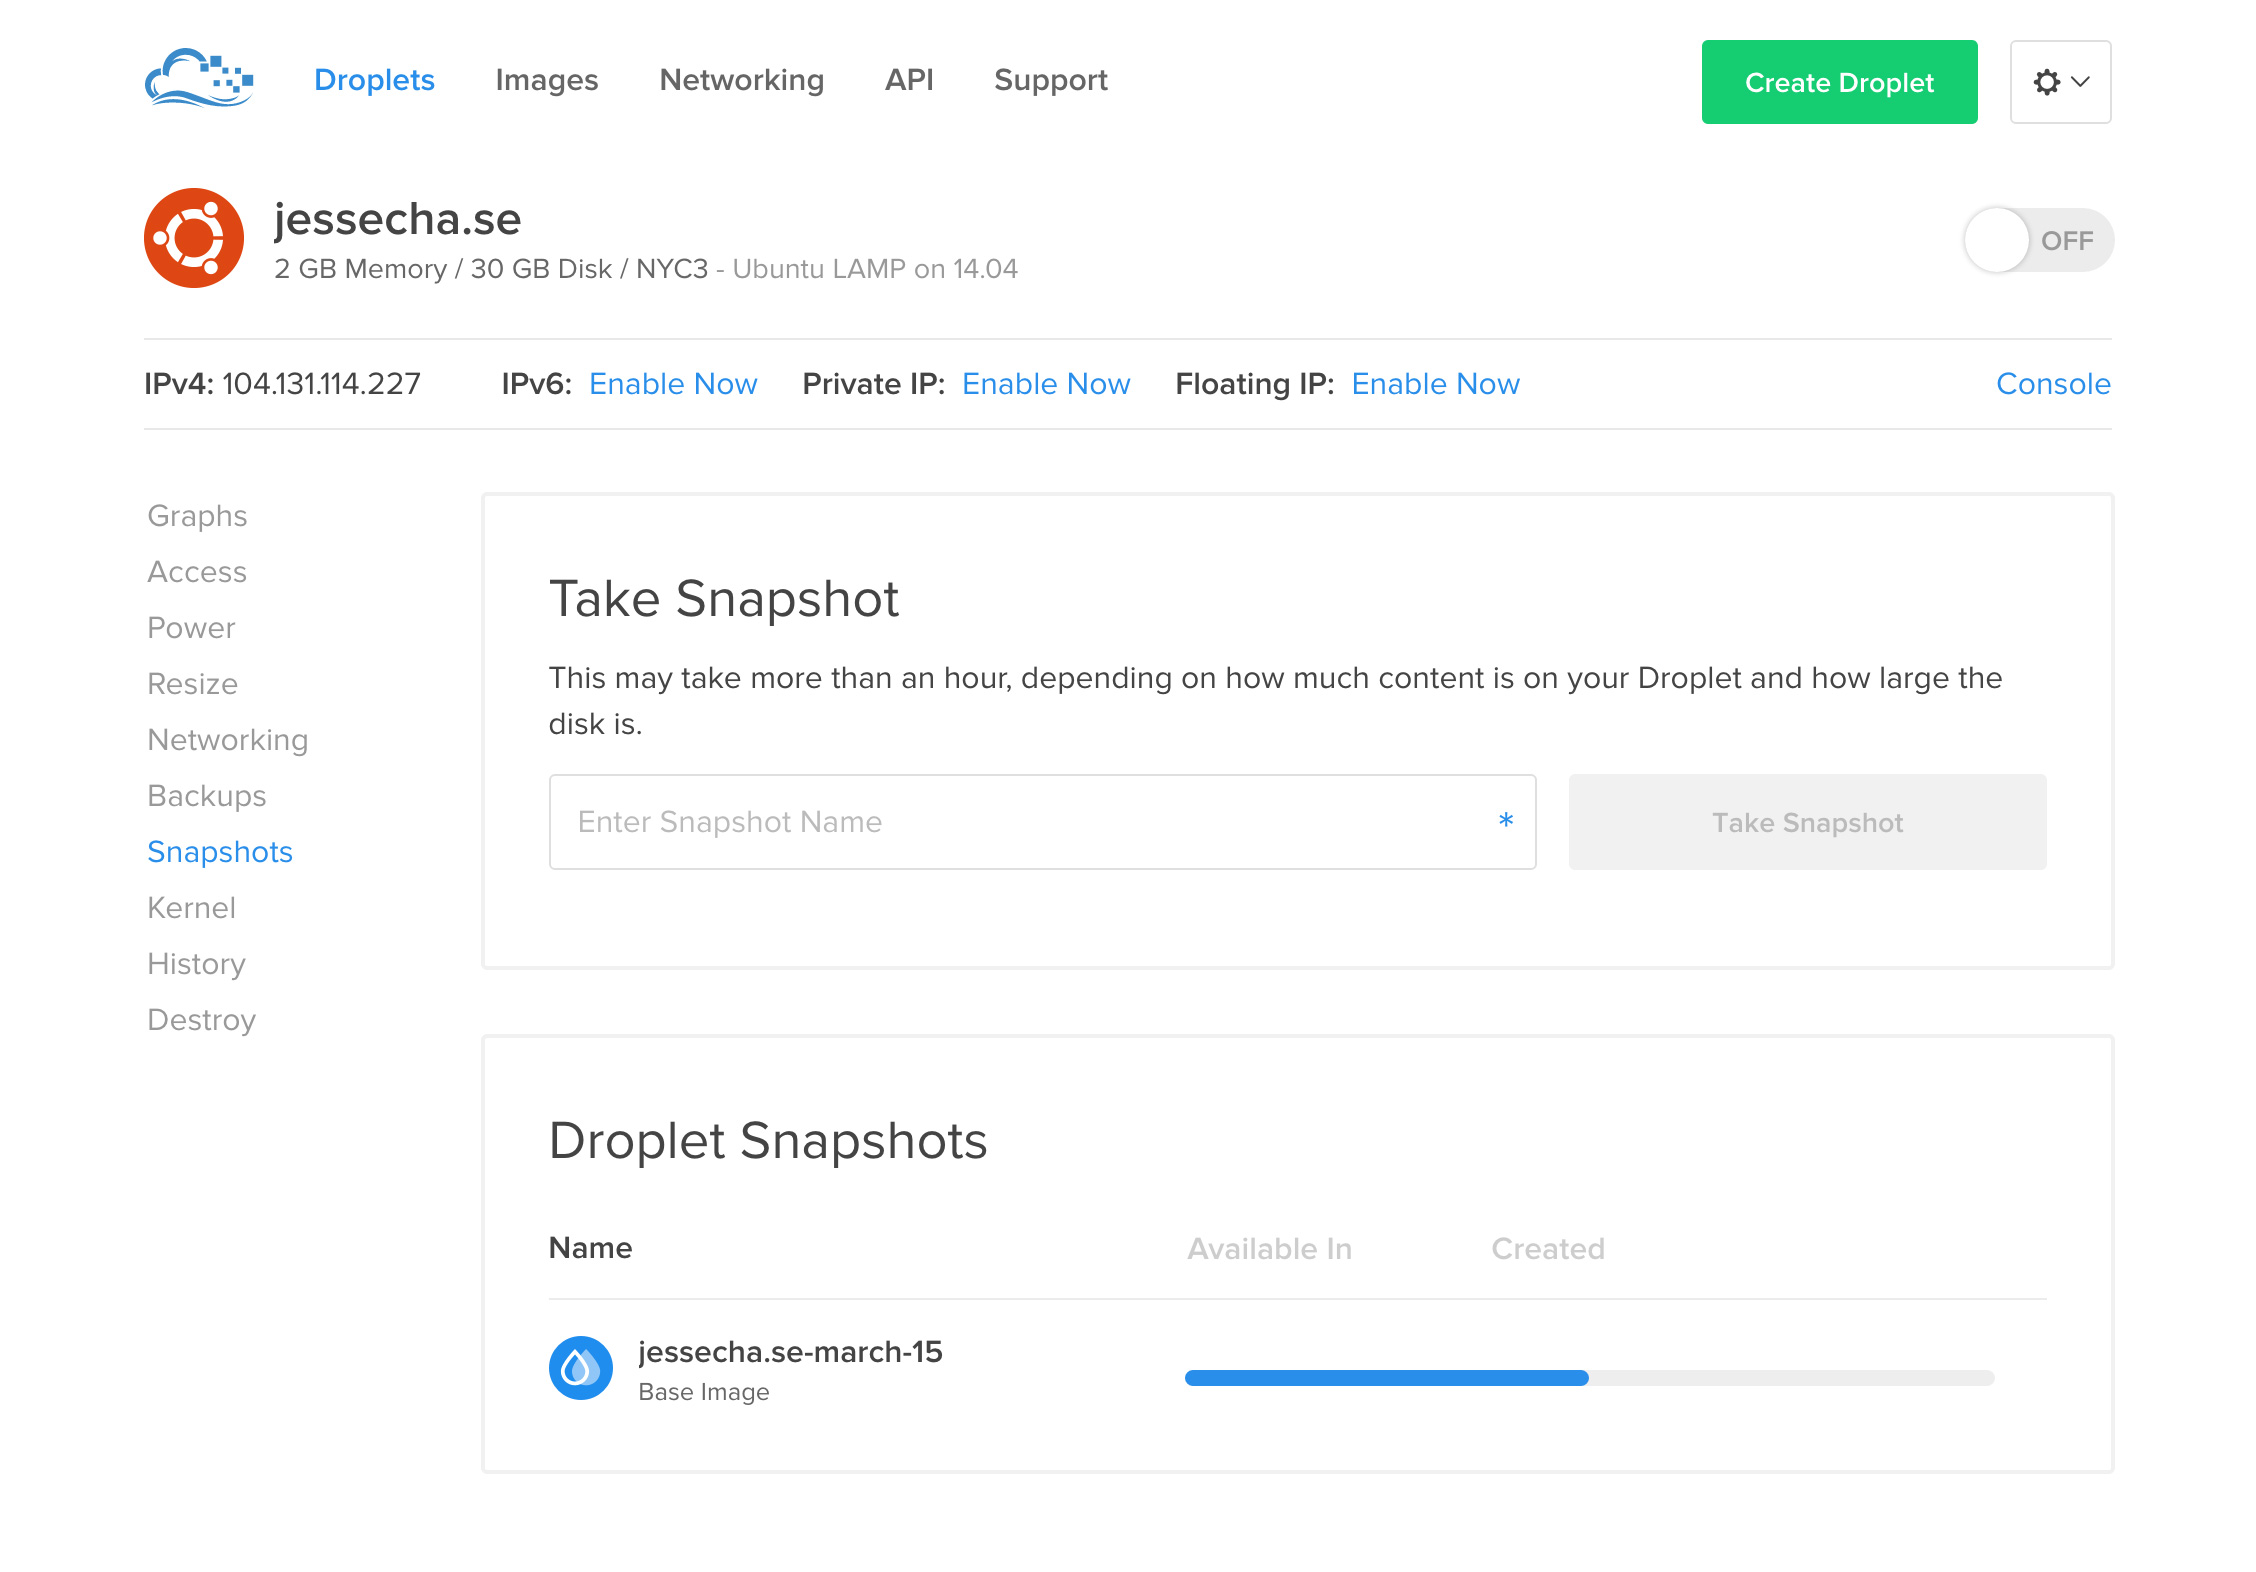 Droplets Images Networking API Support Create Droplet
jessecha.se
OFF
2 GB Memory / 30 GB Disk / NYC3 - Ubuntu LAMP on 14.04
IPv4: 104.131.114.227 IPv6: Enable Now Private IP: Enable Now Floating IP: Enable Now Console
Graphs
Access
Power
Resize
Networking
Backups
Snapshots
Kernel
History
Destroy
Take Snapshot
This may take more than an hour, depending on how much content is on your Droplet and how large the
disk is.
Enter Snapshot Name * Take Snapshot
Droplet Snapshots
Name Available In Created
jessecha.se-march-15
Base Image